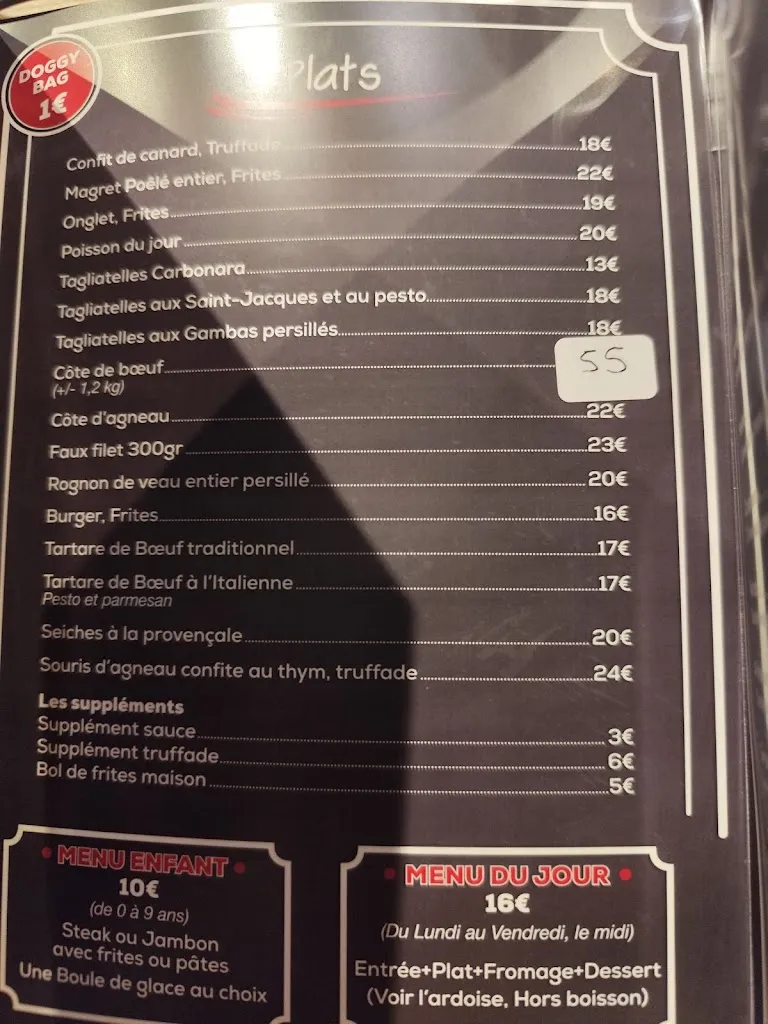 DOGGY
BAG
1€
Plats
Confit de canard, Truffade 18€
Magret Poêlé entier, Frites 22€
Onglet, Frites 19€
Poisson du jour 20€
Tagliatelles Carbonara 13€
Tagliatelles aux Saint-Jacques et au pesto 18€
Tagliatelles aux Gambas persillés 18€
Côte de bœuf 55
(+/- 1,2 kg)
Côte d'agneau 22€
Faux filet 300gr 23€
Rognon de veau entier persillé 20€
Burger, Frites 16€
Tartare de Bœuf traditionnel 17€
Tartare de Bœuf à l'Italienne 17€
Pesto et parmesan
Seiches à la provençale 20€
Souris d'agneau confite au thym, truffade 24€
Les suppléments
Supplément sauce 3€
Supplément truffade 6€
Bol de frites maison 5€
• MENU ENFANT •
10€
(de 0 à 9 ans)
Steak ou Jambon
avec frites ou pâtes
Une Boule de glace au choix
• MENU DU JOUR •
16€
(Du Lundi au Vendredi, le midi)
Entrée+Plat+Fromage+Dessert
(Voir l'ardoise, Hors boisson)